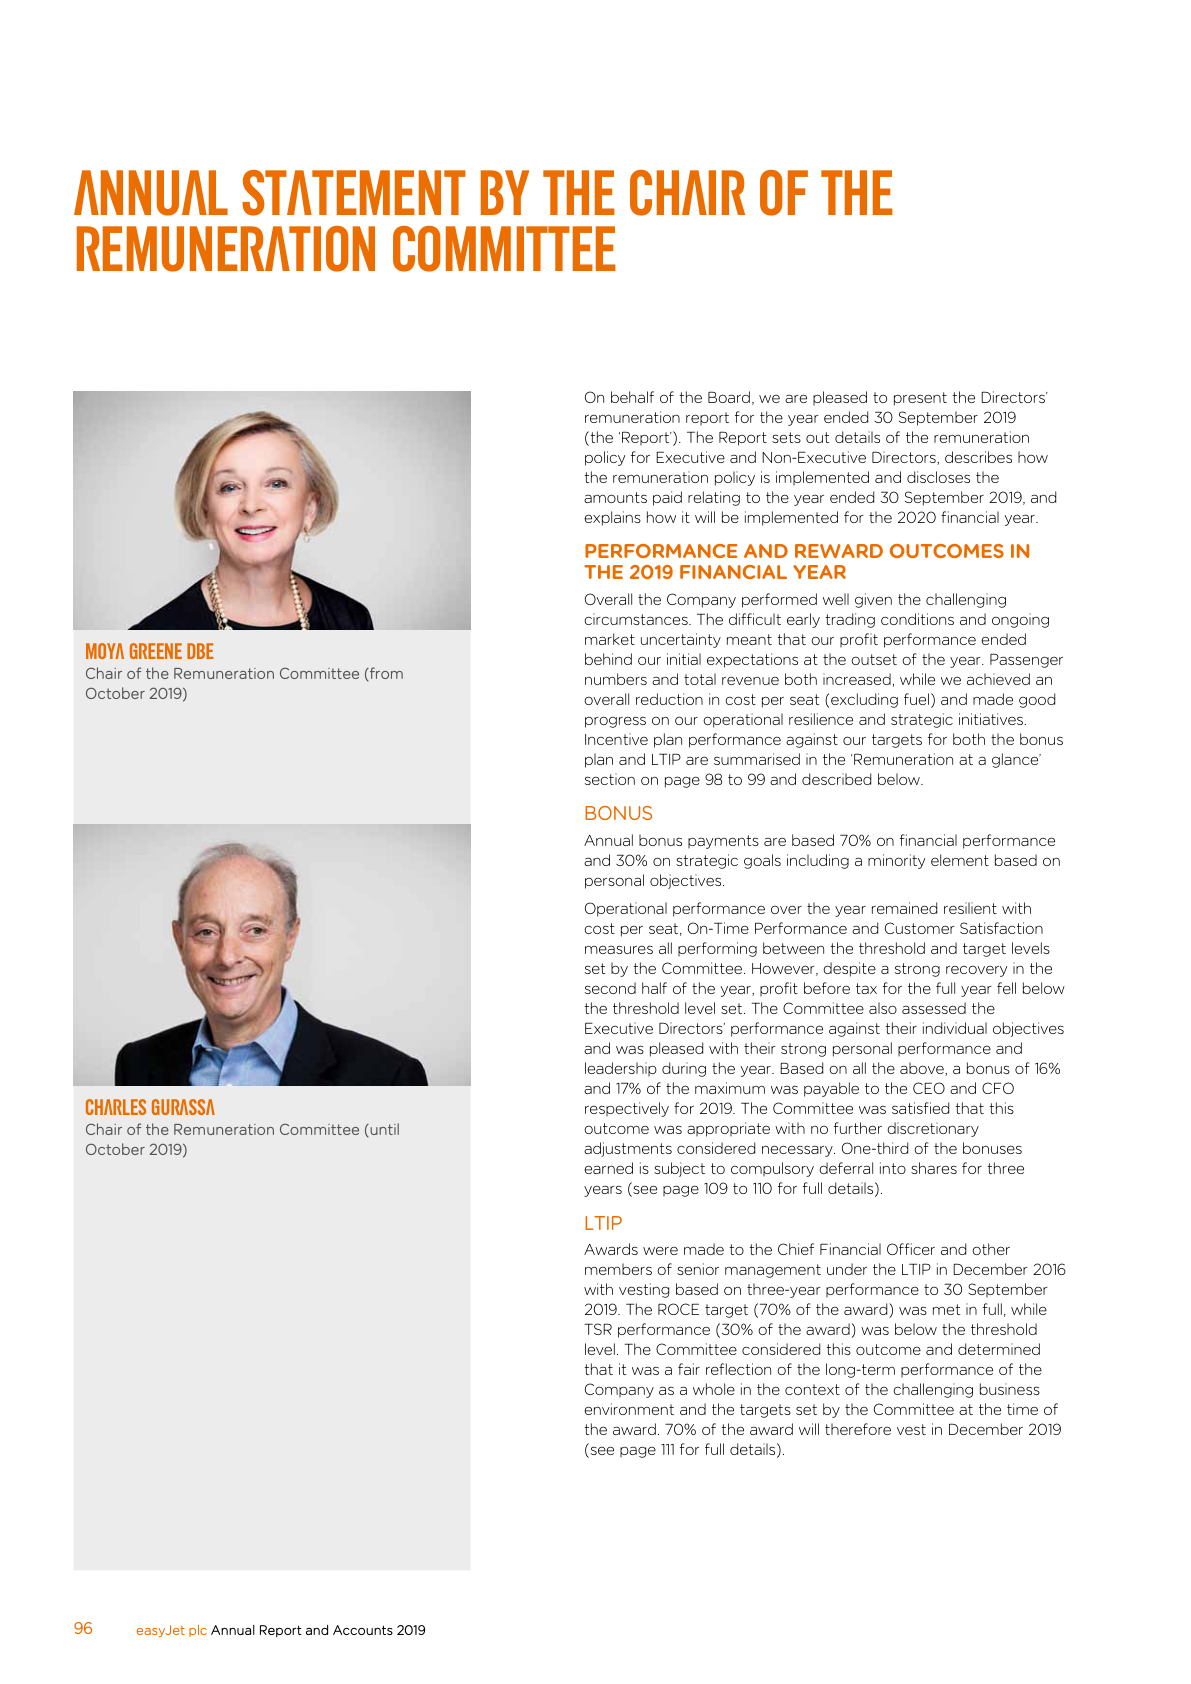 ANNUAL STATEMENT BY THE CHAIR OF THE
REMUNERATION COMMITTEE
MOYA GREENE DBE
Chair of the Remuneration Committee (from
October 2019)
CHARLES GURASSA
Chair of the Remuneration Committee (until
October 2019)
On behalf of the Board, we are pleased to present the Directors'
remuneration report for the year ended 30 September 2019
(the 'Report'). The Report sets out details of the remuneration
policy for Executive and Non-Executive Directors, describes how
the remuneration policy is implemented and discloses the
amounts paid relating to the year ended 30 September 2019, and
explains how it will be implemented for the 2020 financial year.
PERFORMANCE AND REWARD OUTCOMES IN
THE 2019 FINANCIAL YEAR
Overall the Company performed well given the challenging
circumstances. The difficult early trading conditions and ongoing
market uncertainty meant that our profit performance ended
behind our initial expectations at the outset of the year. Passenger
numbers and total revenue both increased, while we achieved an
overall reduction in cost per seat (excluding fuel) and made good
progress on our operational resilience and strategic initiatives.
Incentive plan performance against our targets for both the bonus
plan and LTIP are summarised in the 'Remuneration at a glance'
section on page 98 to 99 and described below.
BONUS
Annual bonus payments are based 70% on financial performance
and 30% on strategic goals including a minority element based on
personal objectives.
Operational performance over the year remained resilient with
cost per seat, On-Time Performance and Customer Satisfaction
measures all performing between the threshold and target levels
set by the Committee. However, despite a strong recovery in the
second half of the year, profit before tax for the full year fell below
the threshold level set. The Committee also assessed the
Executive Directors' performance against their individual objectives
and was pleased with their strong personal performance and
leadership during the year. Based on all the above, a bonus of 16%
and 17% of the maximum was payable to the CEO and CFO
respectively for 2019. The Committee was satisfied that this
outcome was appropriate with no further discretionary
adjustments considered necessary. One-third of the bonuses
earned is subject to compulsory deferral into shares for three
years (see page 109 to 110 for full details).
LTIP
Awards were made to the Chief Financial Officer and other
members of senior management under the LTIP in December 2016
with vesting based on three-year performance to 30 September
2019. The ROCE target (70% of the award) was met in full, while
TSR performance (30% of the award) was below the threshold
level. The Committee considered this outcome and determined
that it was a fair reflection of the long-term performance of the
Company as a whole in the context of the challenging business
environment and the targets set by the Committee at the time of
the award. 70% of the award will therefore vest in December 2019
(see page 111 for full details).
96 easyJet plc Annual Report and Accounts 2019